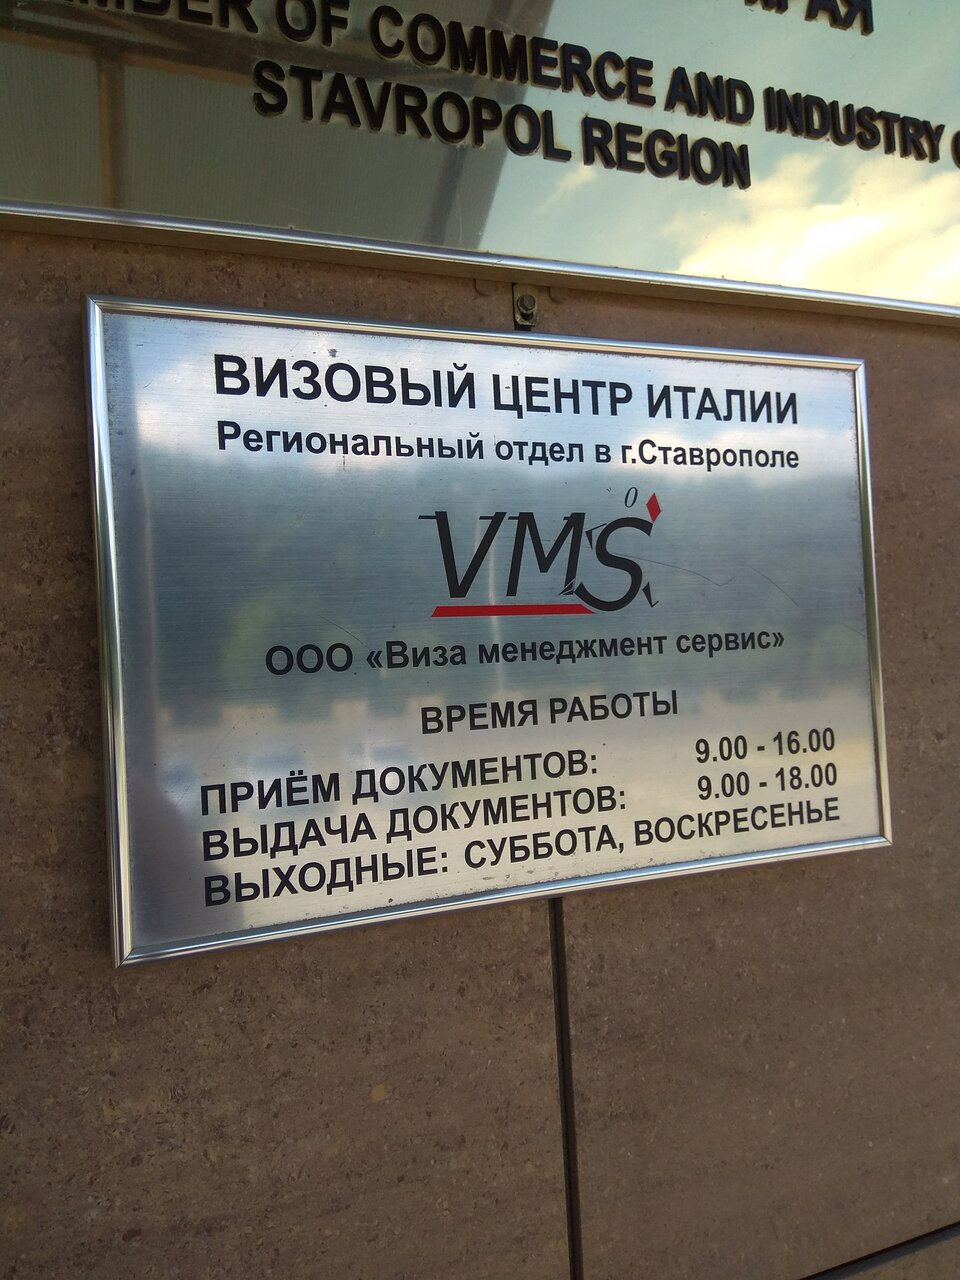 КРАЯ
OF COMMERCE AND INDUSTRY
STAVROPOL REGION
ВИЗОВЫЙ ЦЕНТР ИТАЛИИ
Региональный отдел в г.Ставрополе
VMS
ООО «Виза менеджмент сервис»
ВРЕМЯ РАБОТЫ
ПРИЁМ ДОКУМЕНТОВ: 9.00 - 16.00
ВЫДАЧА ДОКУМЕНТОВ: 9.00 - 18.00
ВЫХОДНЫЕ: СУББОТА, ВОСКРЕСЕНЬЕ